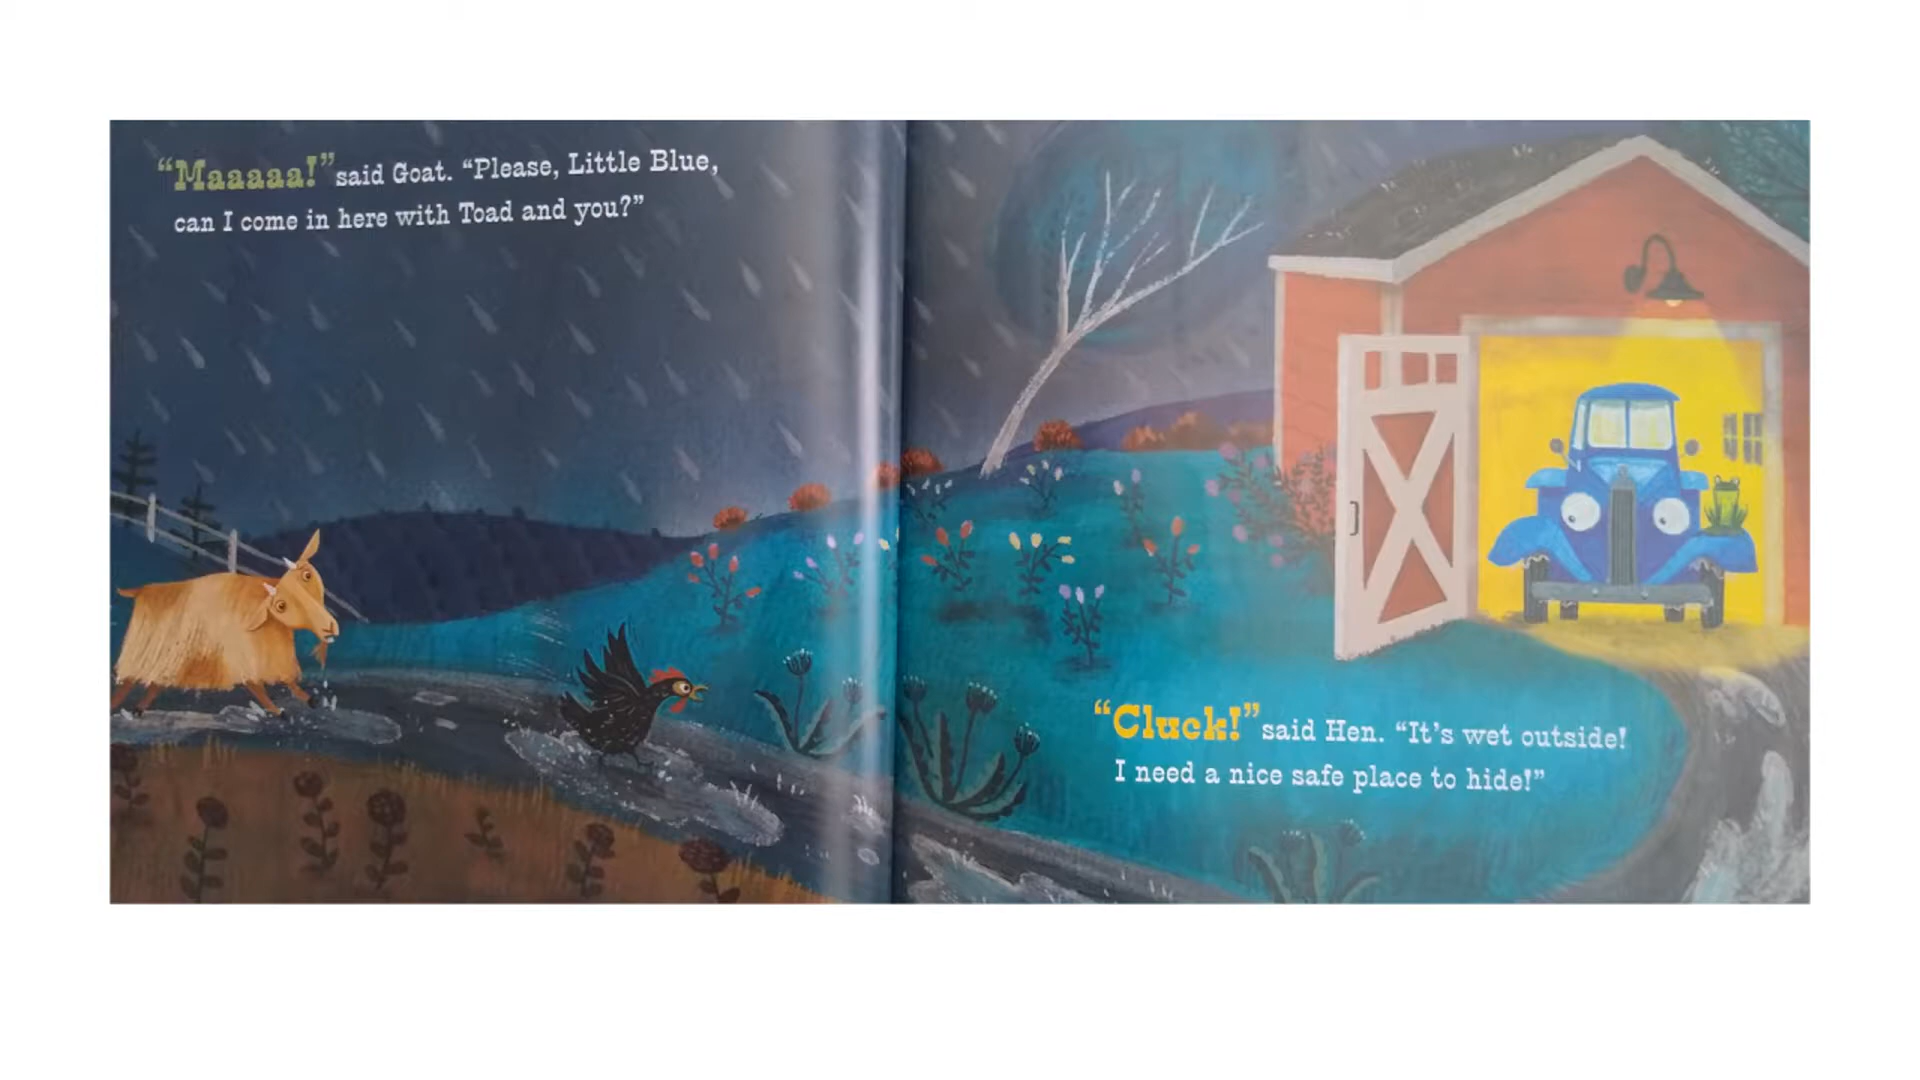 “Maaaaa!” said Goat. “Please, Little Blue,
can I come in here with Toad and you?”
“Cluck!” said Hen. “It’s wet outside!
I need a nice safe place to hide!”